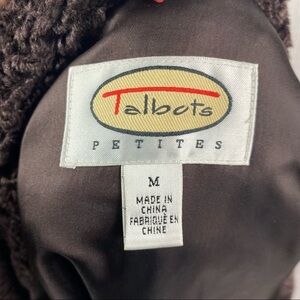 Talbots
PETITES
M
MADE IN
CHINA
FABRIQUÉ EN
CHINE